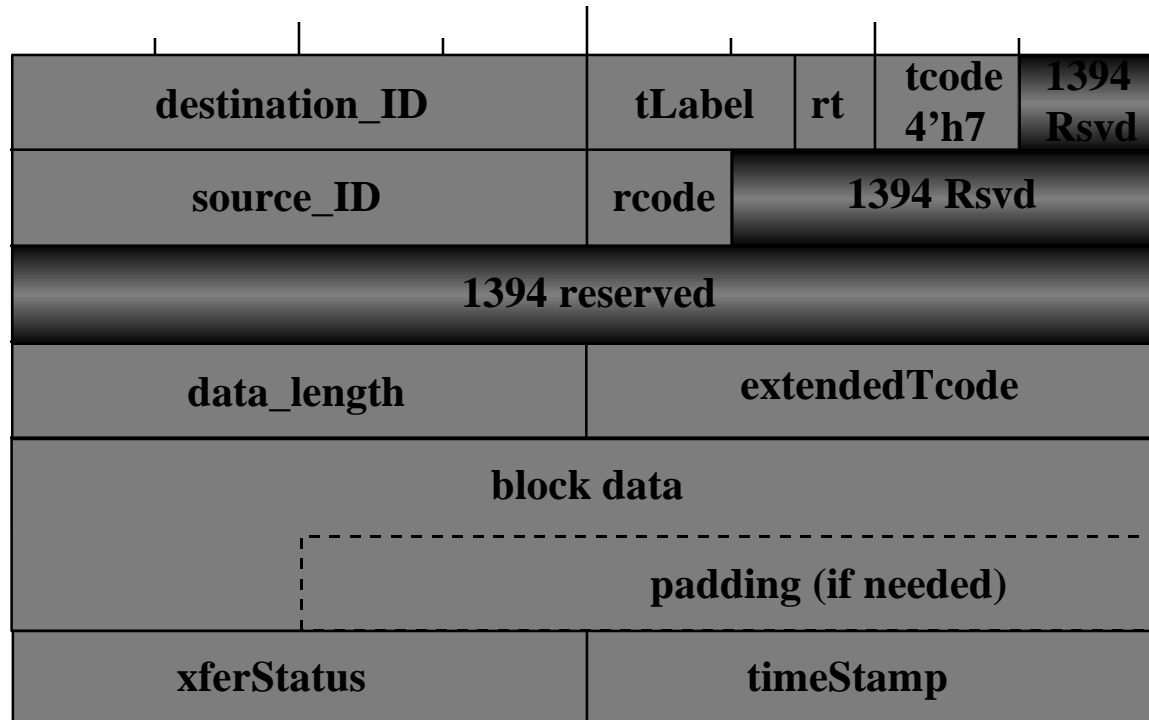 destination_ID
tLabel
rt
tcode
4’h7
1394
Rsvd
source_ID
rcode
1394 Rsvd
1394 reserved
data_length
extendedTcode
block data
padding (if needed)
xferStatus
timeStamp